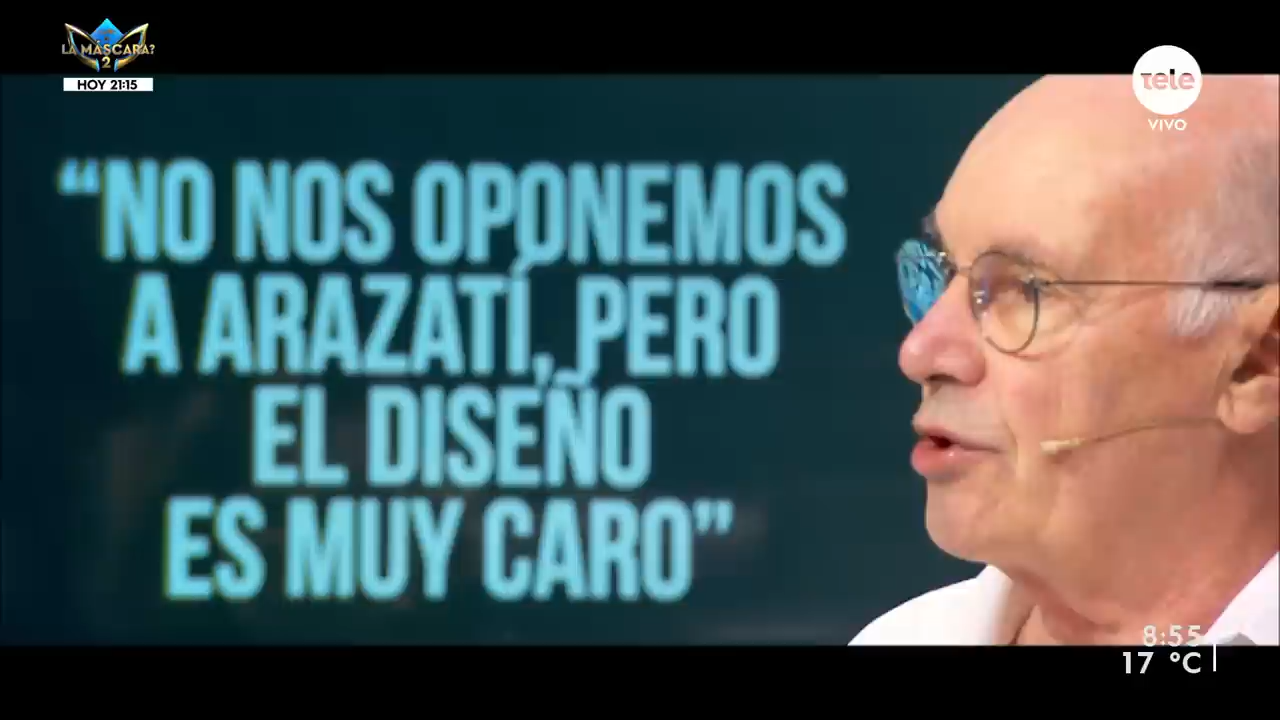 LA MÁSCARA?
2
HOY 21:15
tele
VIVO
“NO NOS OPONEMOS
A ARAZATÍ, PERO
EL DISEÑO
ES MUY CARO”
8:55
17 °C